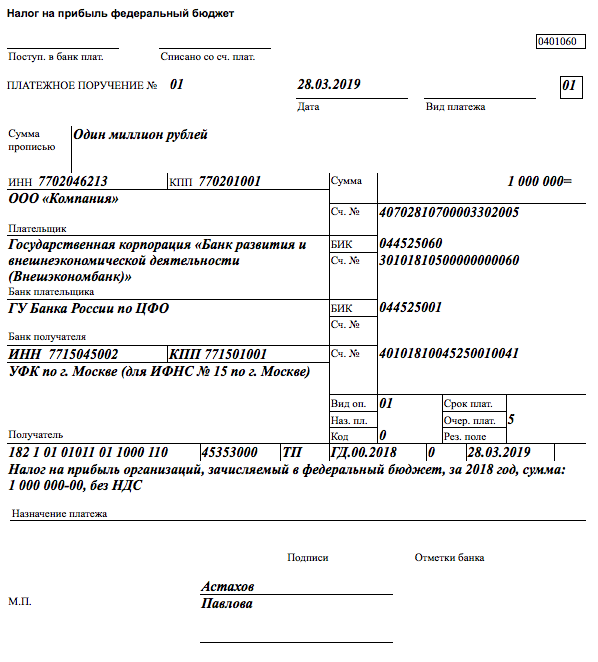 Налог на прибыль федеральный бюджет
0401060
Поступ. в банк плат. Списано со сч. плат.
ПЛАТЕЖНОЕ ПОРУЧЕНИЕ № 01 28.03.2019 01
Дата Вид платежа
Сумма прописью Один миллион рублей
ИНН 7702046213 КПП 770201001 Сумма 1 000 000=
ООО «Компания»
Сч. № 40702810700003302005
Плательщик
Государственная корпорация «Банк развития и БИК 044525060
внешнеэкономической деятельности Сч. № 30101810500000000060
(Внешэкономбанк)»
Банк плательщика
ГУ Банка России по ЦФО БИК 044525001
Сч. №
Банк получателя
ИНН 7715045002 КПП 771501001 Сч. № 40101810045250010041
УФК по г. Москве (для ИФНС № 15 по г. Москве)
Вид оп. 01 Срок плат.
Наз. пл. Очер. плат. 5
Получатель Код 0 Рез. поле
182 1 01 01011 01 1000 110 45353000 ТП ГД.00.2018 0 28.03.2019
Налог на прибыль организаций, зачисляемый в федеральный бюджет, за 2018 год, сумма:
1 000 000-00, без НДС
Назначение платежа
Подписи Отметки банка
Астахов
М.П. Павлова